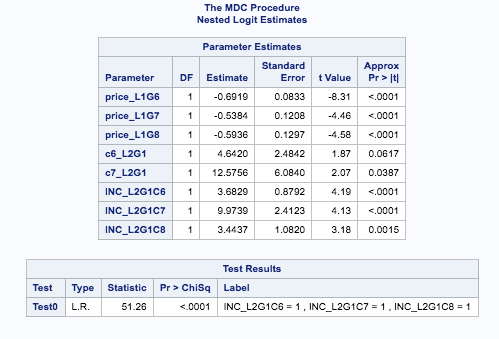 The MDC Procedure
Nested Logit Estimates
Parameter Estimates
Parameter DF Estimate Standard Error t Value Approx Pr > |t|
price_L1G6 1 -0.6919 0.0833 -8.31 <.0001
price_L1G7 1 -0.5384 0.1208 -4.46 <.0001
price_L1G8 1 -0.5936 0.1297 -4.58 <.0001
c6_L2G1 1 4.6420 2.4842 1.87 0.0617
c7_L2G1 1 12.5756 6.0840 2.07 0.0387
INC_L2G1C6 1 3.6829 0.8792 4.19 <.0001
INC_L2G1C7 1 9.9739 2.4123 4.13 <.0001
INC_L2G1C8 1 3.4437 1.0820 3.18 0.0015
Test Results
Test Type Statistic Pr > ChiSq Label
Test0 L.R. 51.26 <.0001 INC_L2G1C6 = 1 , INC_L2G1C7 = 1 , INC_L2G1C8 = 1